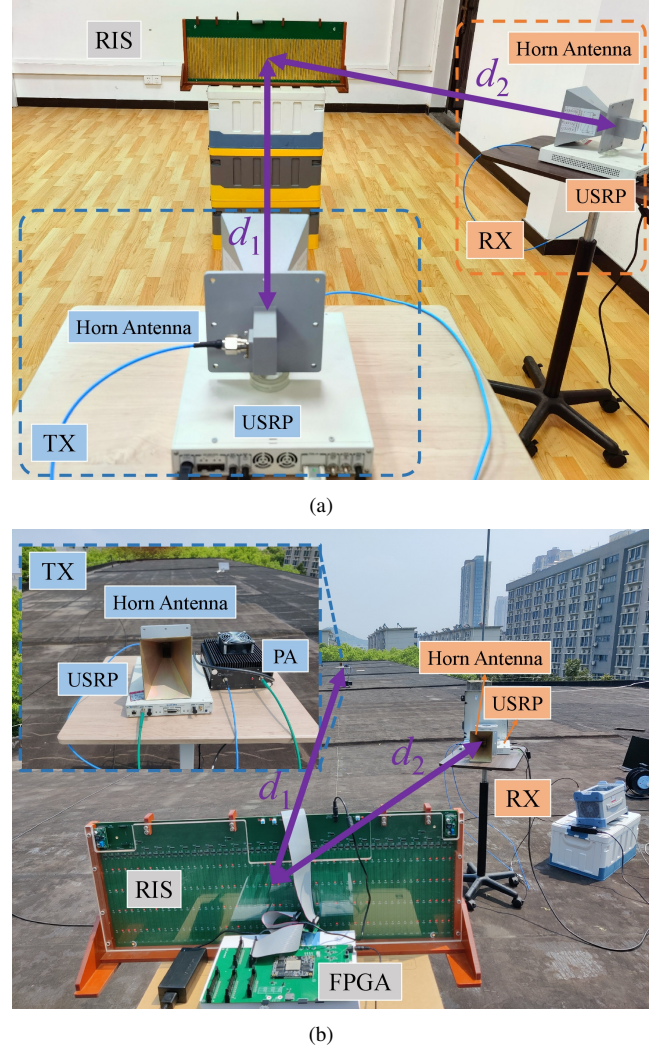 RIS
Horn Antenna
d2
USRP
RX
d1
Horn Antenna
USRP
TX
(a)
TX
Horn Antenna
PA
USRP
Horn Antenna
USRP
d2
d1
RX
RIS
FPGA
(b)